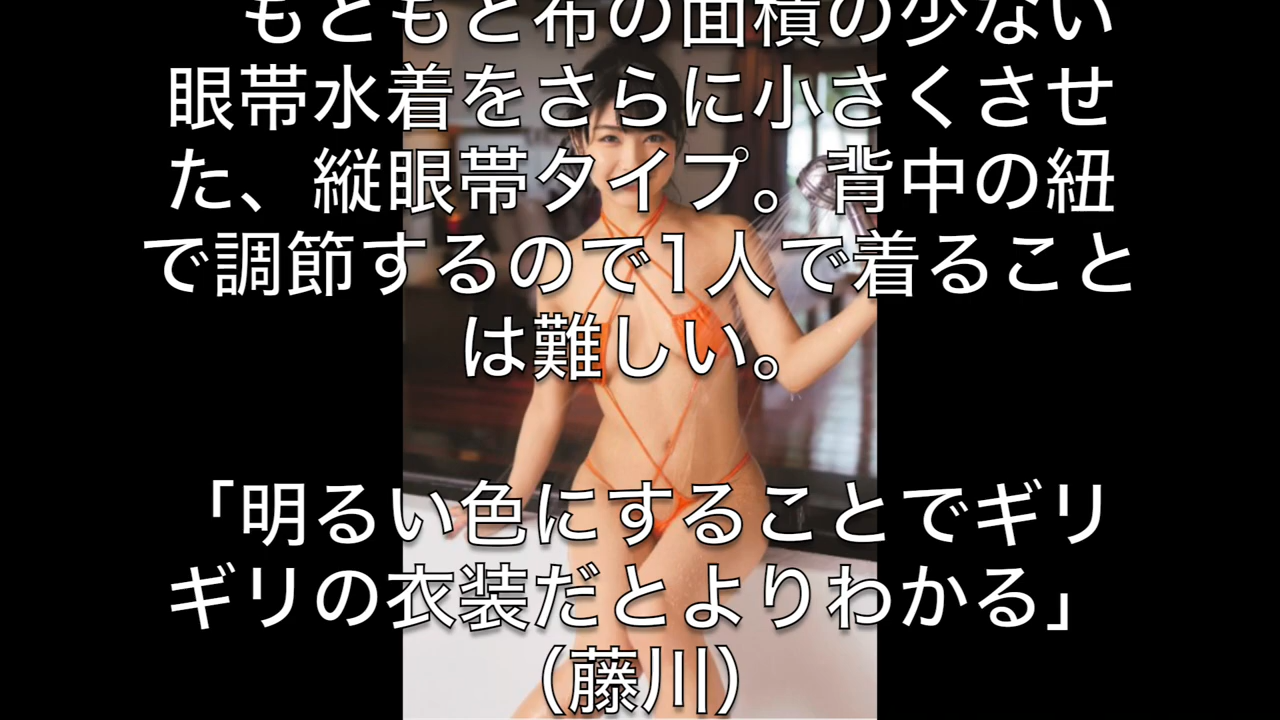 もともと布の面積の少ない
眼帯水着をさらに小さくさせ
た、縦眼帯タイプ。背中の紐
で調節するので1人で着ること
は難しい。
「明るい色にすることでギリ
ギリの衣装だとよりわかる」
（藤川）